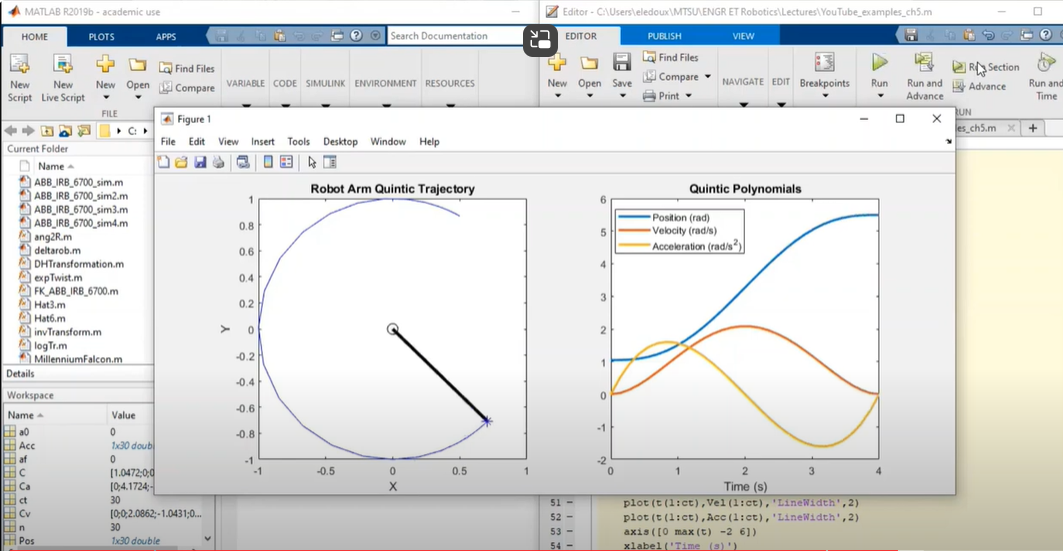 MATLAB R2019b - academic use
HOME PLOTS APPS Search Documentation
New Script
New Live Script
New
Open
Find Files
Compare
FILE
VARIABLE CODE SIMULINK ENVIRONMENT RESOURCES
Editor - C:\Users\eledoux\MTSU\ENGR ET Robotics\Lectures\YouTube_examples_ch5.m
EDITOR PUBLISH VIEW
New
Open
Save
Find Files
Compare
Print
NAVIGATE EDIT
Breakpoints
Run
Run and Advance
Section
Advance
Run and Time
RUN
es_ch5.m
C:
Current Folder
Name
ABB_IRB_6700_sim.m
ABB_IRB_6700_sim2.m
ABB_IRB_6700_sim3.m
ABB_IRB_6700_sim4.m
ang2R.m
deltarob.m
DHTransformation.m
expTwist.m
FK_ABB_IRB_6700.m
Hat3.m
Hat6.m
invTransform.m
logTr.m
MillenniumFalcon.m
Details
Workspace
Name Value
a0 0
Acc 1x30 doubl
af 0
C [1.0472;0;0
Ca [0;4.1724;-
ct 30
Cv [0;0;2.0862;-1.0431;0...
n 30
Pos 1x30 double
Figure 1
File Edit View Insert Tools Desktop Window Help
Robot Arm Quintic Trajectory
1
0.8
0.6
0.4
0.2
0
-0.2
-0.4
-0.6
-0.8
-1
Y
-1 -0.5 0 0.5 1
X
Quintic Polynomials
Position (rad)
Velocity (rad/s)
Acceleration (rad/s²)
6
5
4
3
2
1
0
-1
-2
0 1 2 3 4
Time (s)
51 – plot(t(1:ct),Vel(1:ct),'LineWidth',2)
52 – plot(t(1:ct),Acc(1:ct),'LineWidth',2)
53 – axis([0 max(t) -2 6])
54 – xlabel('Time (s)')